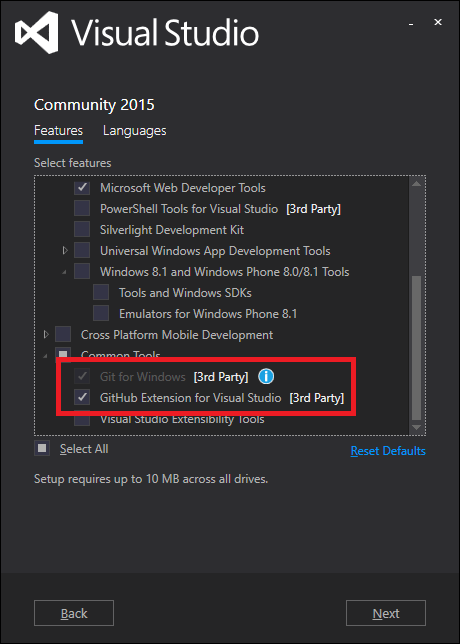 Visual Studio
Community 2015
Features Languages
Select features
Microsoft Web Developer Tools
PowerShell Tools for Visual Studio [3rd Party]
Silverlight Development Kit
Universal Windows App Development Tools
Windows 8.1 and Windows Phone 8.0/8.1 Tools
Tools and Windows SDKs
Emulators for Windows Phone 8.1
Cross Platform Mobile Development
Common Tools
Git for Windows [3rd Party]
GitHub Extension for Visual Studio [3rd Party]
Visual Studio Extensibility Tools
Select All Reset Defaults
Setup requires up to 10 MB across all drives.
Back Next